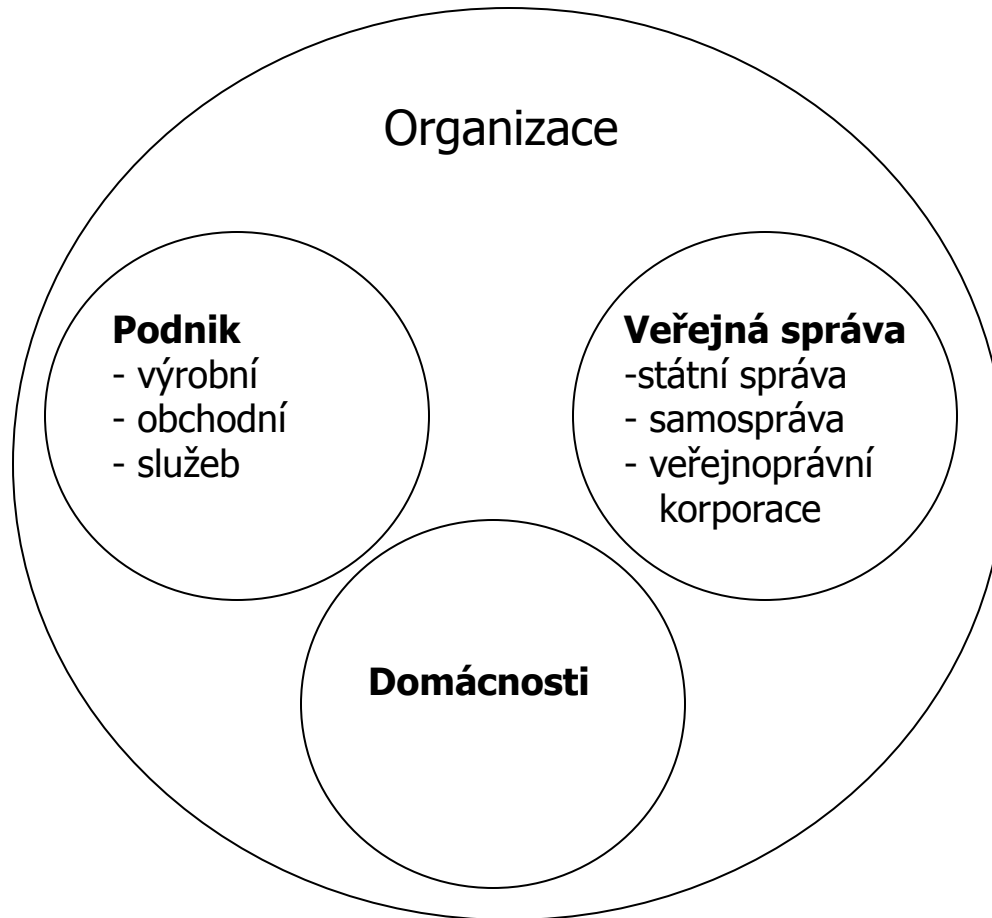 Organizace
Podnik
- výrobní
- obchodní
- služeb
Veřejná správa
-státní správa
- samospráva
- veřejnoprávní
korporace
Domácnosti